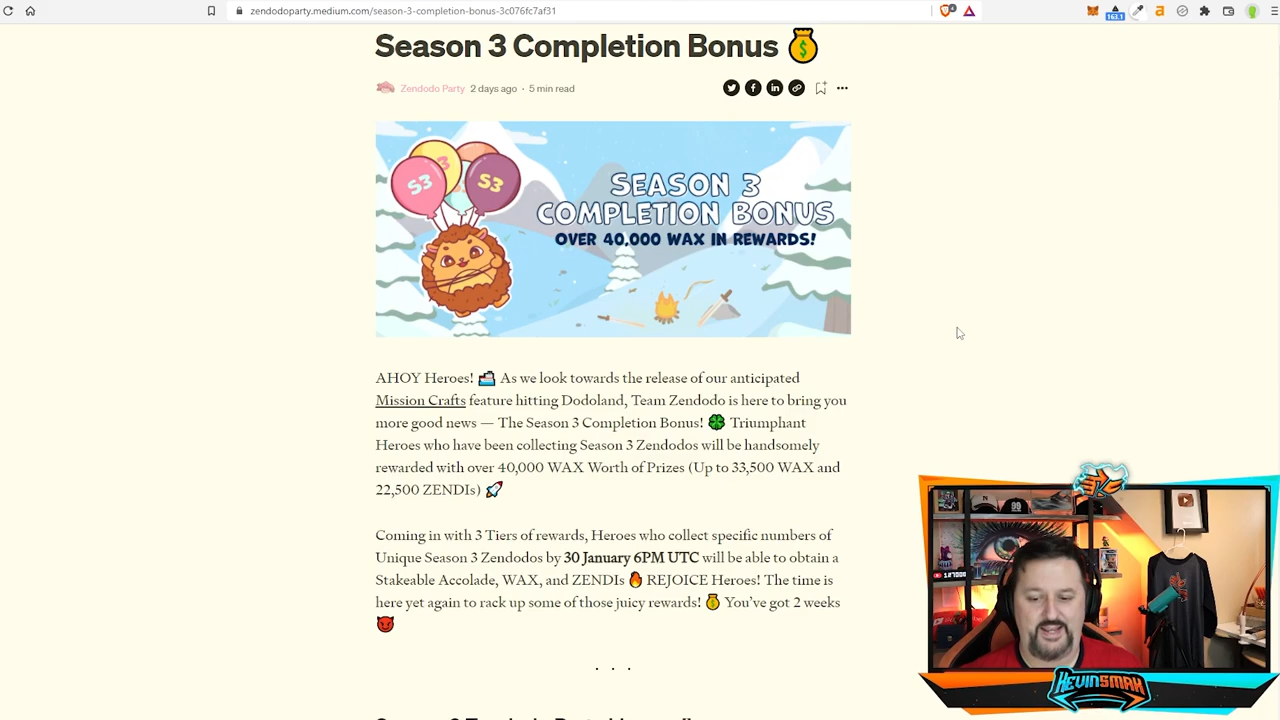 zendodoparty.medium.com/season-3-completion-bonus-3c076fc7af31
163.1
Season 3 Completion Bonus
Zendodo Party 2 days ago · 5 min read
S3
3
S3
SEASON 3
COMPLETION BONUS
OVER 40,000 WAX IN REWARDS!
AHOY Heroes! 🚢 As we look towards the release of our anticipated
Mission Crafts feature hitting Dodoland, Team Zendodo is here to bring you
more good news — The Season 3 Completion Bonus! 🍀 Triumphant
Heroes who have been collecting Season 3 Zendodos will be handsomely
rewarded with over 40,000 WAX Worth of Prizes (Up to 33,500 WAX and
22,500 ZENDIs) 🚀
Coming in with 3 Tiers of rewards, Heroes who collect specific numbers of
Unique Season 3 Zendodos by 30 January 6PM UTC will be able to obtain a
Stakeable Accolade, WAX, and ZENDIs 🔥 REJOICE Heroes! The time is
here yet again to rack up some of those juicy rewards! 💰 You've got 2 weeks
😈
. . .
KEVINSMAK